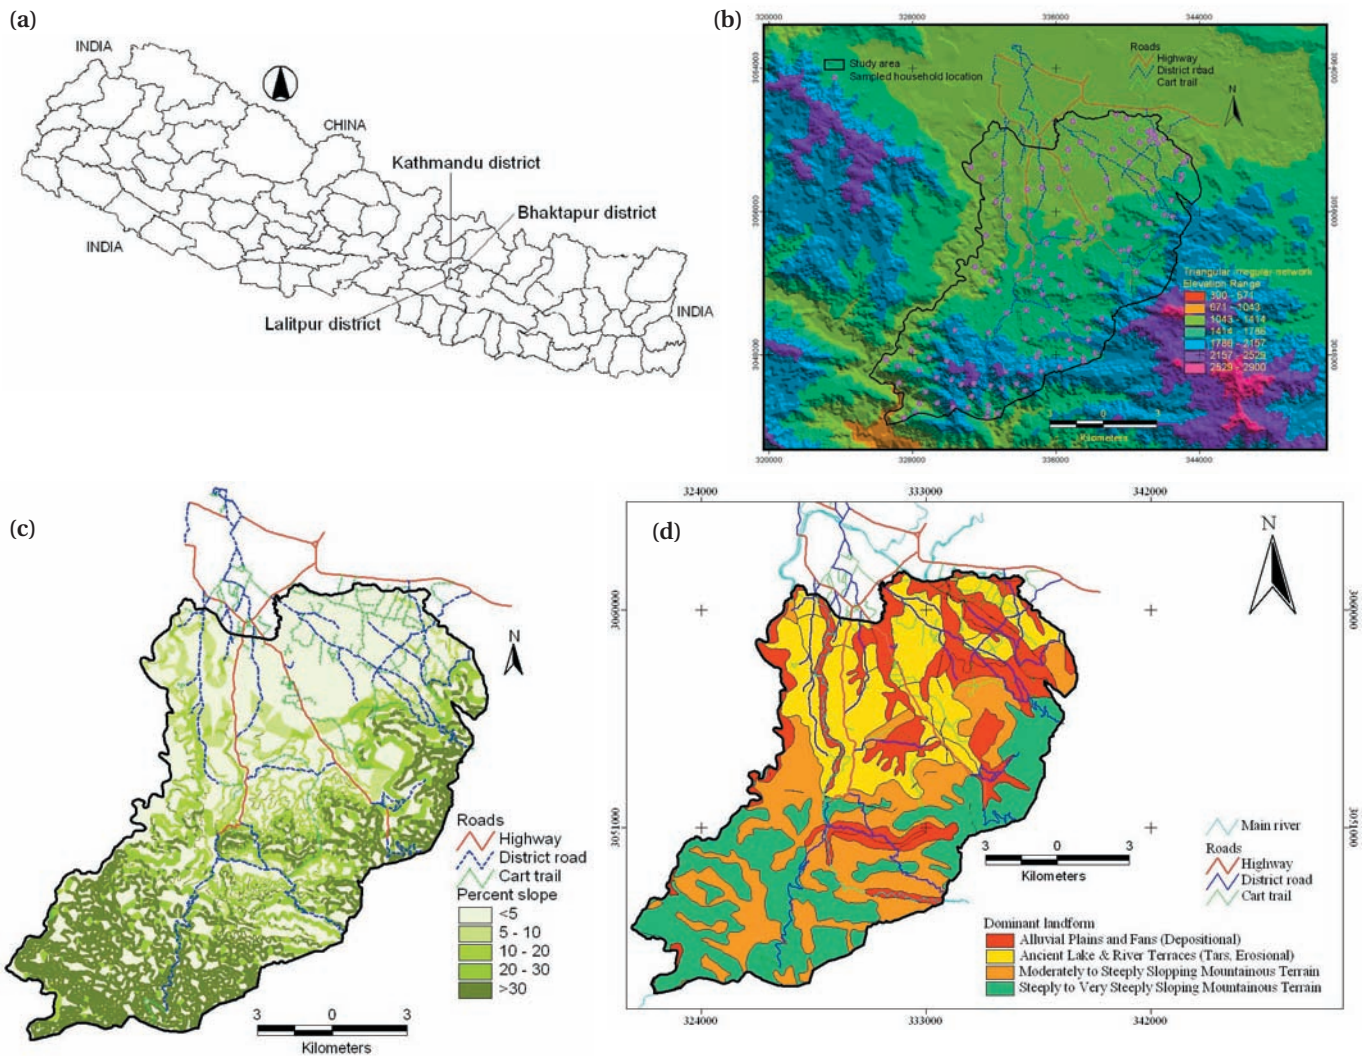 (a)
INDIA
CHINA
Kathmandu district
Bhaktapur district
INDIA
Lalitpur district
INDIA
(b)
320000 328000 336000 344000
Study area
Sampled household location
Roads
Highway
District road
Cart trail
N
Triangular irregular network
Elevation Range
300 - 671
671 - 1043
1043 - 1414
1414 - 1786
1786 - 2157
2157 - 2529
2529 - 2900
3 0 3
Kilometers
320000 328000 336000 344000
(c)
N
Roads
Highway
District road
Cart trail
Percent slope
<5
5 - 10
10 - 20
20 - 30
>30
3 0 3
Kilometers
(d)
324000 333000 342000
N
3060000 3060000
3051000 3051000
Main river
Roads
Highway
District road
Cart trail
3 0 3
Kilometers
Dominant landform
Alluvial Plains and Fans (Depositional)
Ancient Lake & River Terraces (Tars, Erosional)
Moderately to Steeply Slopping Mountainous Terrain
Steeply to Very Steeply Sloping Mountainous Terrain
324000 333000 342000